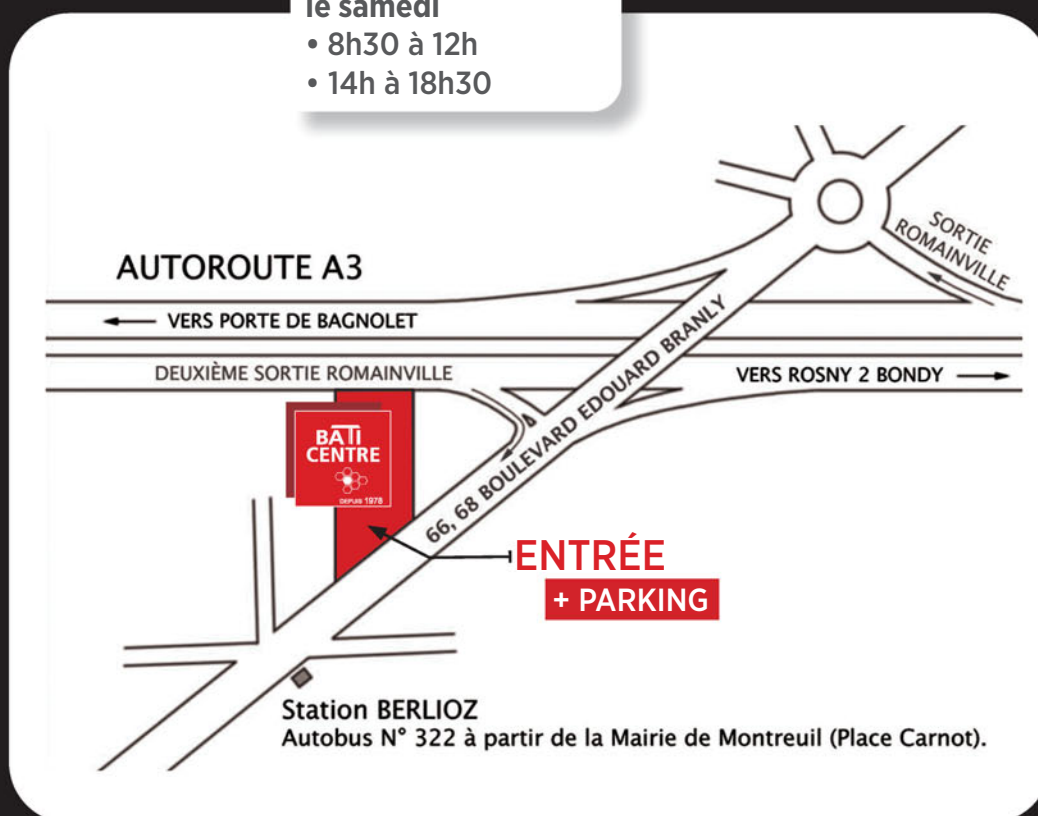 le samedi
• 8h30 à 12h
• 14h à 18h30
SORTIE
ROMAINVILLE
AUTOROUTE A3
VERS PORTE DE BAGNOLET
DEUXIÈME SORTIE ROMAINVILLE
VERS ROSNY 2 BONDY
66, 68 BOULEVARD EDOUARD BRANLY
BATI
CENTRE
DEPUIS 1978
ENTRÉE
+ PARKING
Station BERLIOZ
Autobus N° 322 à partir de la Mairie de Montreuil (Place Carnot).